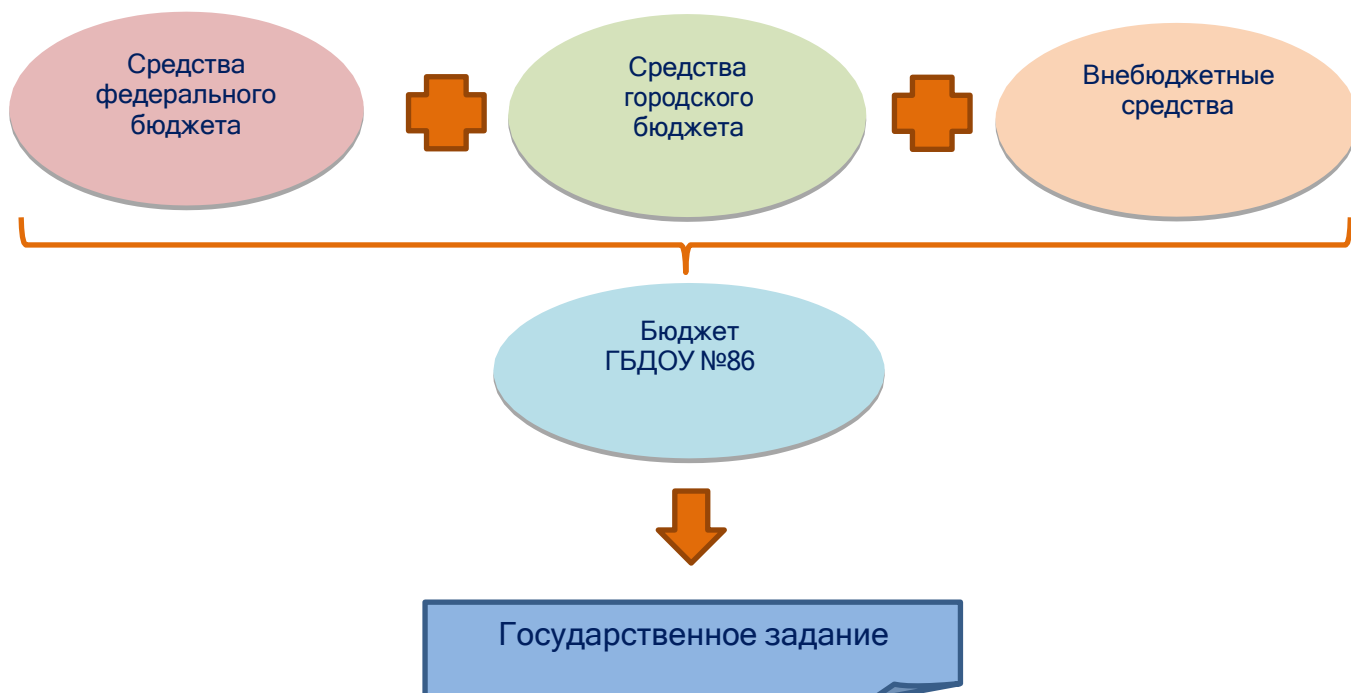 Средства
федерального
бюджета
Средства
городского
бюджета
Внебюджетные
средства
Бюджет
ГБДОУ №86
Государственное задание